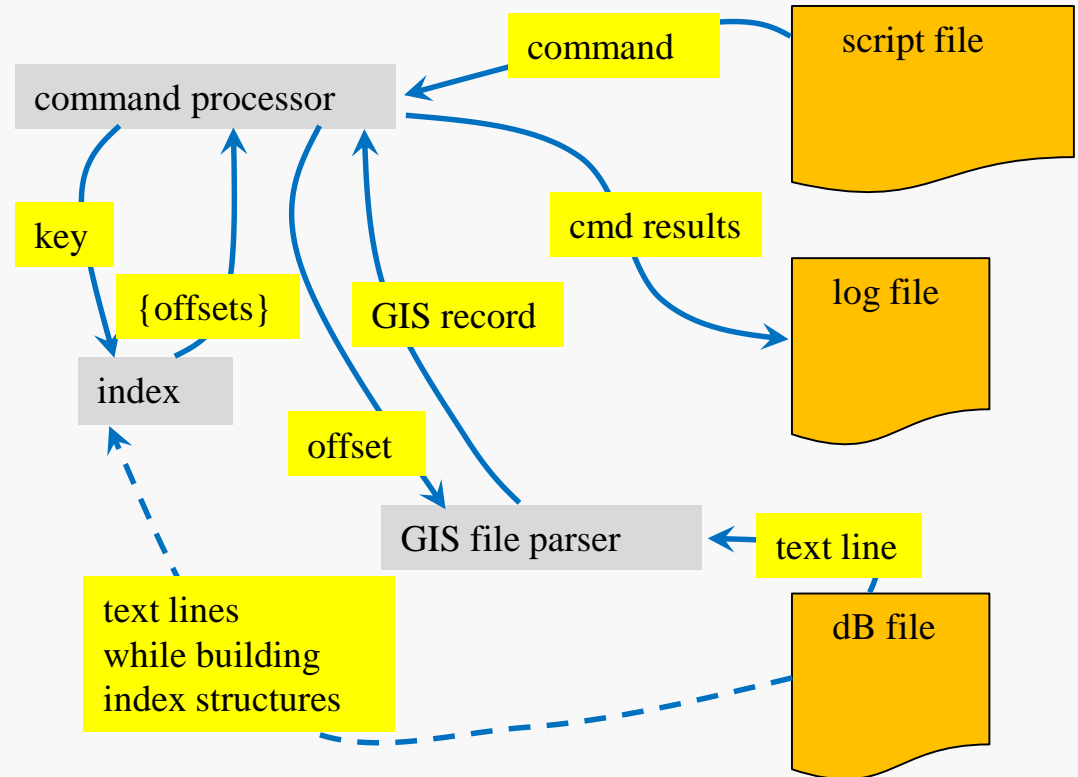 script file
command
command processor
key
cmd results
{offsets}
GIS record
log file
index
offset
GIS file parser
text line
text lines
while building
index structures
dB file